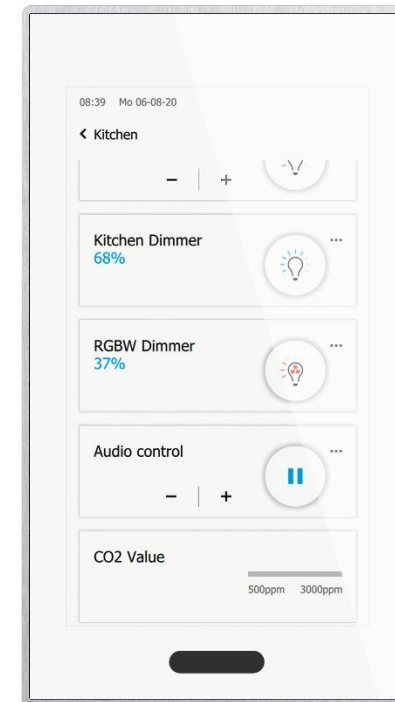 08:39 Mo 06-08-20
< Kitchen
− +
Kitchen Dimmer
68%
RGBW Dimmer
37%
Audio control
− +
CO2 Value
500ppm 3000ppm